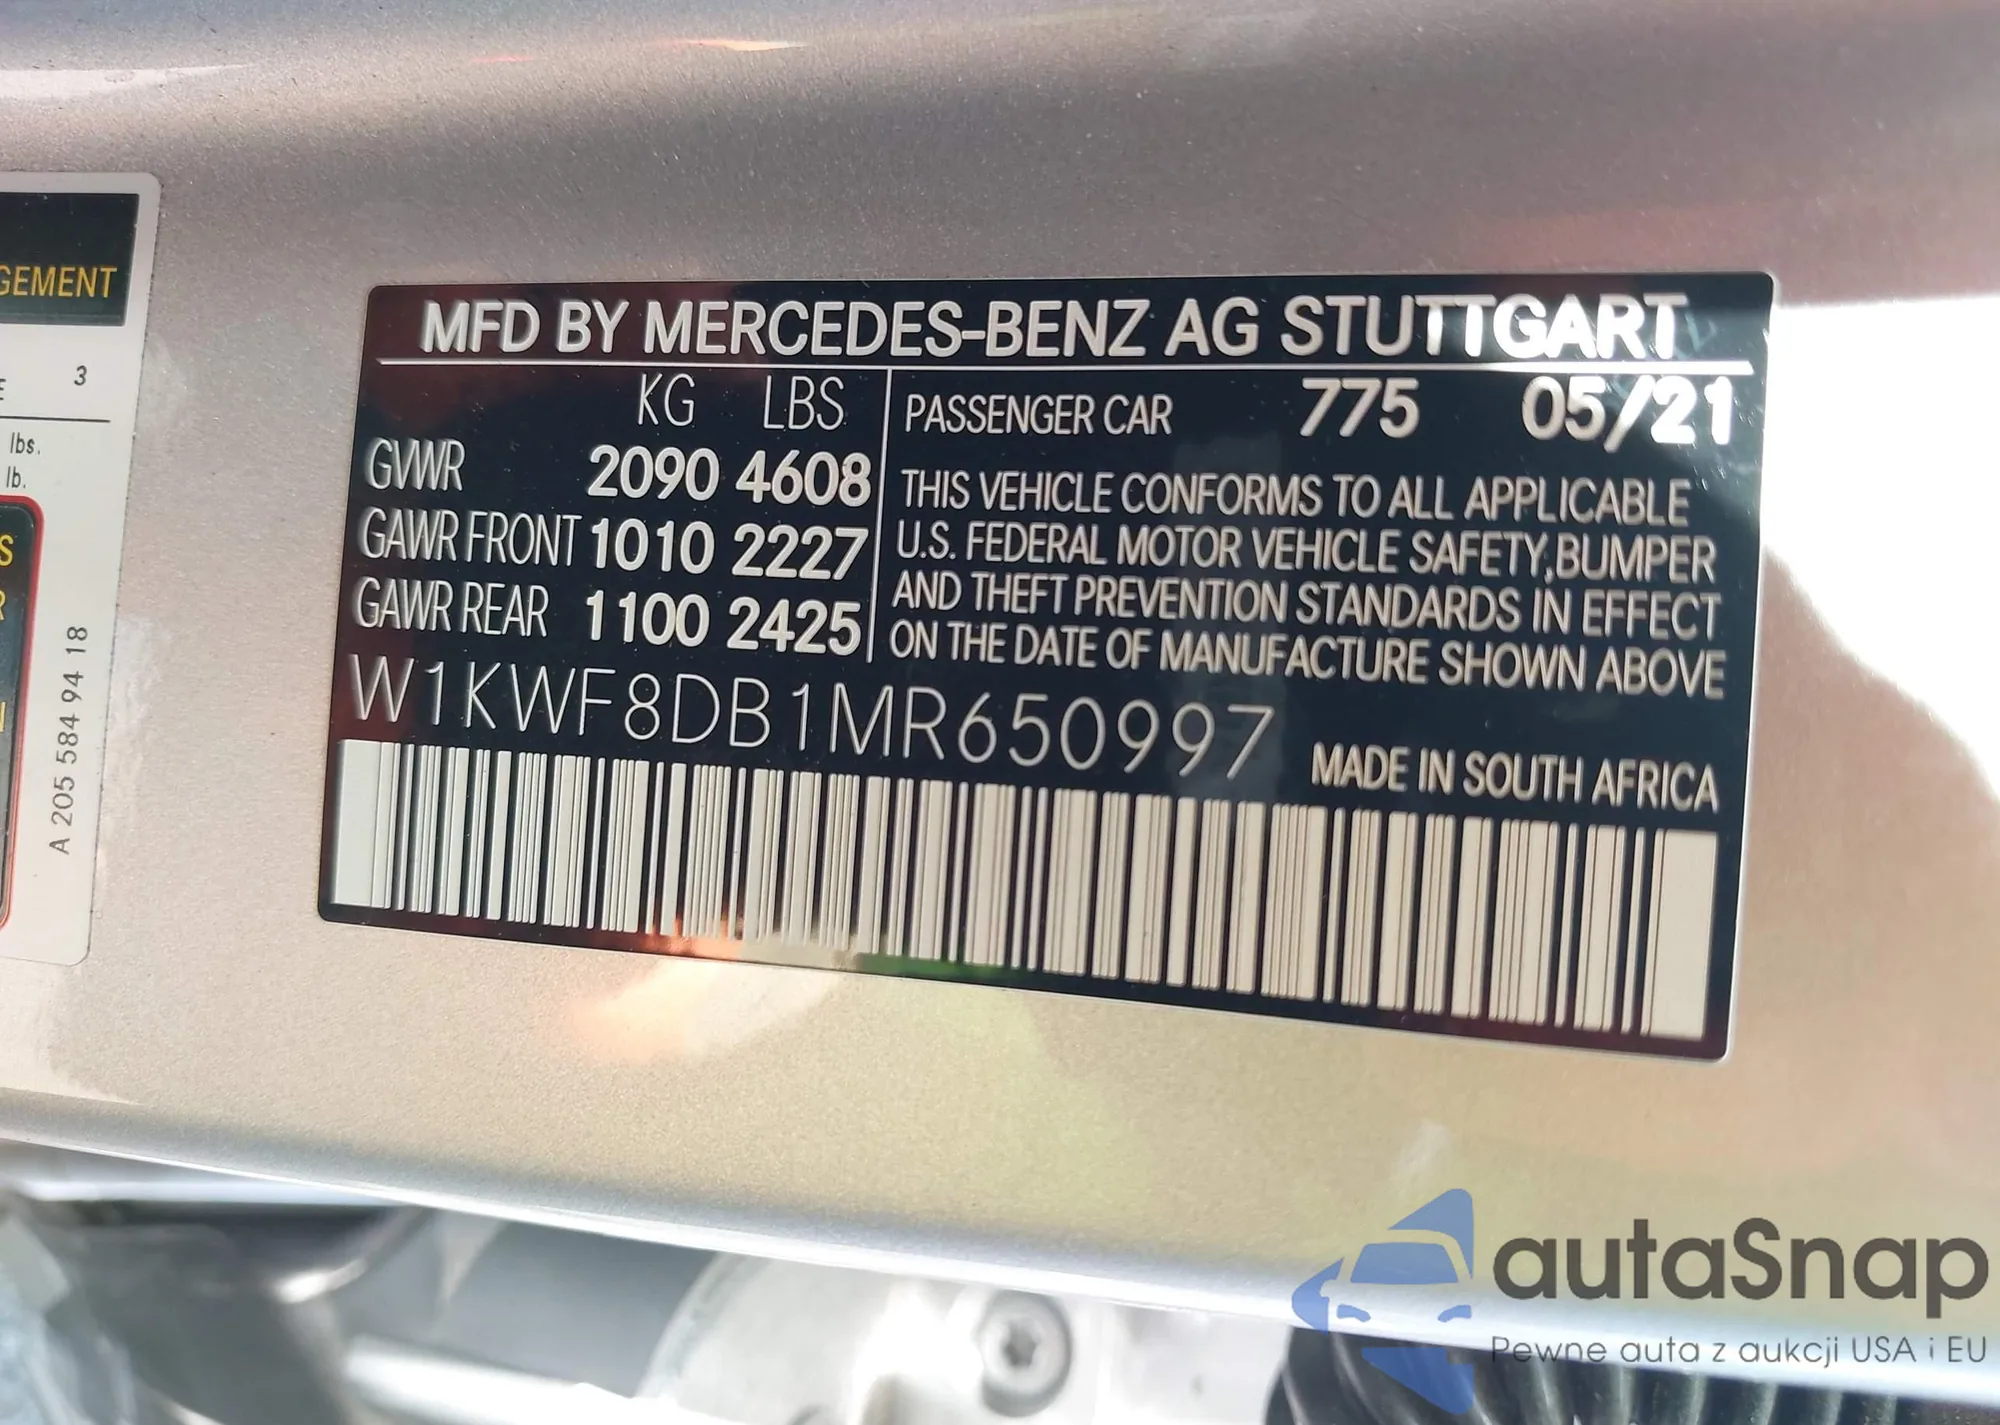 MFD BY MERCEDES-BENZ AG STUTTGART
KG LBS
GVWR 2090 4608
GAWR FRONT 1010 2227
GAWR REAR 1100 2425
PASSENGER CAR 775 05/21
THIS VEHICLE CONFORMS TO ALL APPLICABLE
U.S. FEDERAL MOTOR VEHICLE SAFETY, BUMPER
AND THEFT PREVENTION STANDARDS IN EFFECT
ON THE DATE OF MANUFACTURE SHOWN ABOVE
W1KWF8DB1MR650997
MADE IN SOUTH AFRICA
GEMENT
3
lbs.
lb.
A 205 584 94 18
autaSnap
Pewne auta z aukcji USA i EU